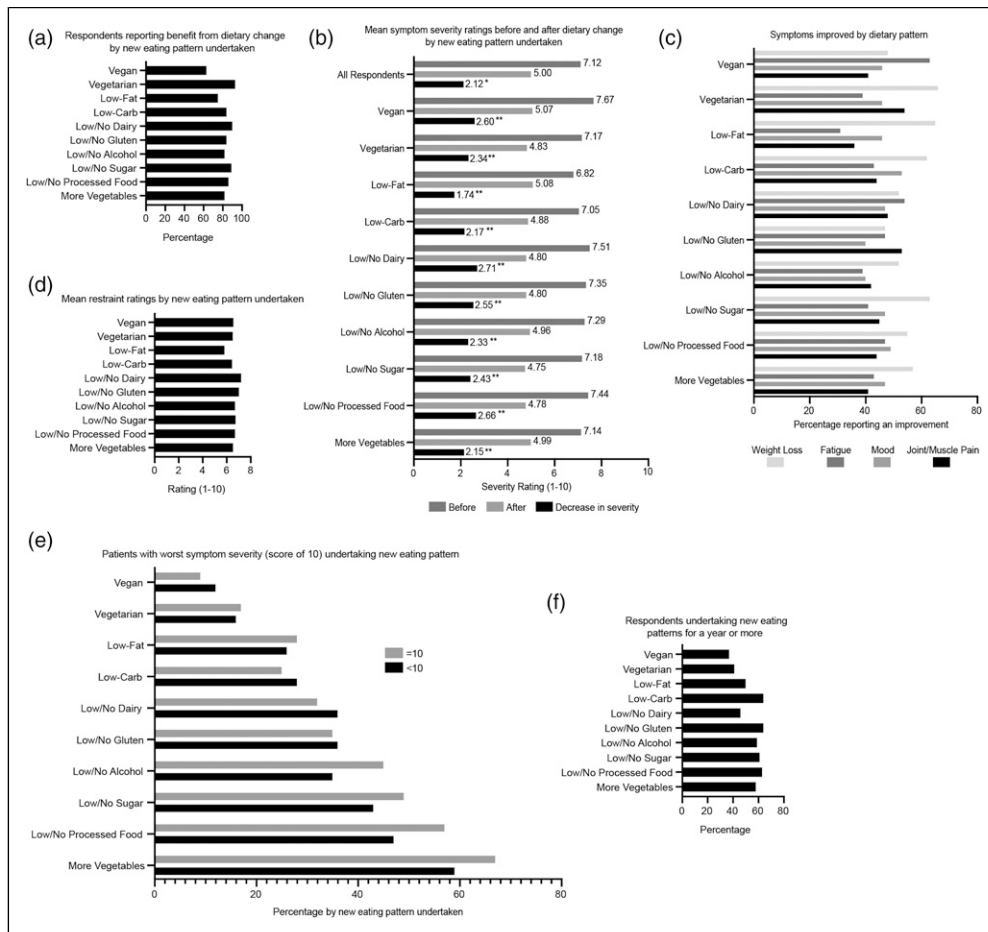 (a)
Respondents reporting benefit from dietary change
by new eating pattern undertaken
Vegan
Vegetarian
Low-Fat
Low-Carb
Low/No Dairy
Low/No Gluten
Low/No Alcohol
Low/No Sugar
Low/No Processed Food
More Vegetables
0 20 40 60 80 100
Percentage
(b)
Mean symptom severity ratings before and after dietary change
by new eating pattern undertaken
7.12
All Respondents 5.00
2.12 *
7.67
Vegan 5.07
2.60 **
7.17
Vegetarian 4.83
2.34**
6.82
Low-Fat 5.08
1.74 **
7.05
Low-Carb 4.88
2.17 **
7.51
Low/No Dairy 4.80
2.71 **
7.35
Low/No Gluten 4.80
2.55 **
7.29
Low/No Alcohol 4.96
2.33 **
7.18
Low/No Sugar 4.75
2.43**
7.44
Low/No Processed Food 4.78
2.66 **
7.14
More Vegetables 4.99
2.15**
0 2 4 6 8 10
Severity Rating (1-10)
Before After Decrease in severity
(c)
Symptoms improved by dietary pattern
Vegan
Vegetarian
Low-Fat
Low-Carb
Low/No Dairy
Low/No Gluten
Low/No Alcohol
Low/No Sugar
Low/No Processed Food
More Vegetables
0 20 40 60 80
Percentage reporting an improvement
Weight Loss Fatigue Mood Joint/Muscle Pain
(d)
Mean restraint ratings by new eating pattern undertaken
Vegan
Vegetarian
Low-Fat
Low-Carb
Low/No Dairy
Low/No Gluten
Low/No Alcohol
Low/No Sugar
Low/No Processed Food
More Vegetables
0 2 4 6 8
Rating (1-10)
(e)
Patients with worst symptom severity (score of 10) undertaking new eating pattern
Vegan
Vegetarian
Low-Fat
Low-Carb
Low/No Dairy
Low/No Gluten
Low/No Alcohol
Low/No Sugar
Low/No Processed Food
More Vegetables
=10
<10
0 20 40 60 80
Percentage by new eating pattern undertaken
(f)
Respondents undertaking new eating
patterns for a year or more
Vegan
Vegetarian
Low-Fat
Low-Carb
Low/No Dairy
Low/No Gluten
Low/No Alcohol
Low/No Sugar
Low/No Processed Food
More Vegetables
0 20 40 60 80
Percentage